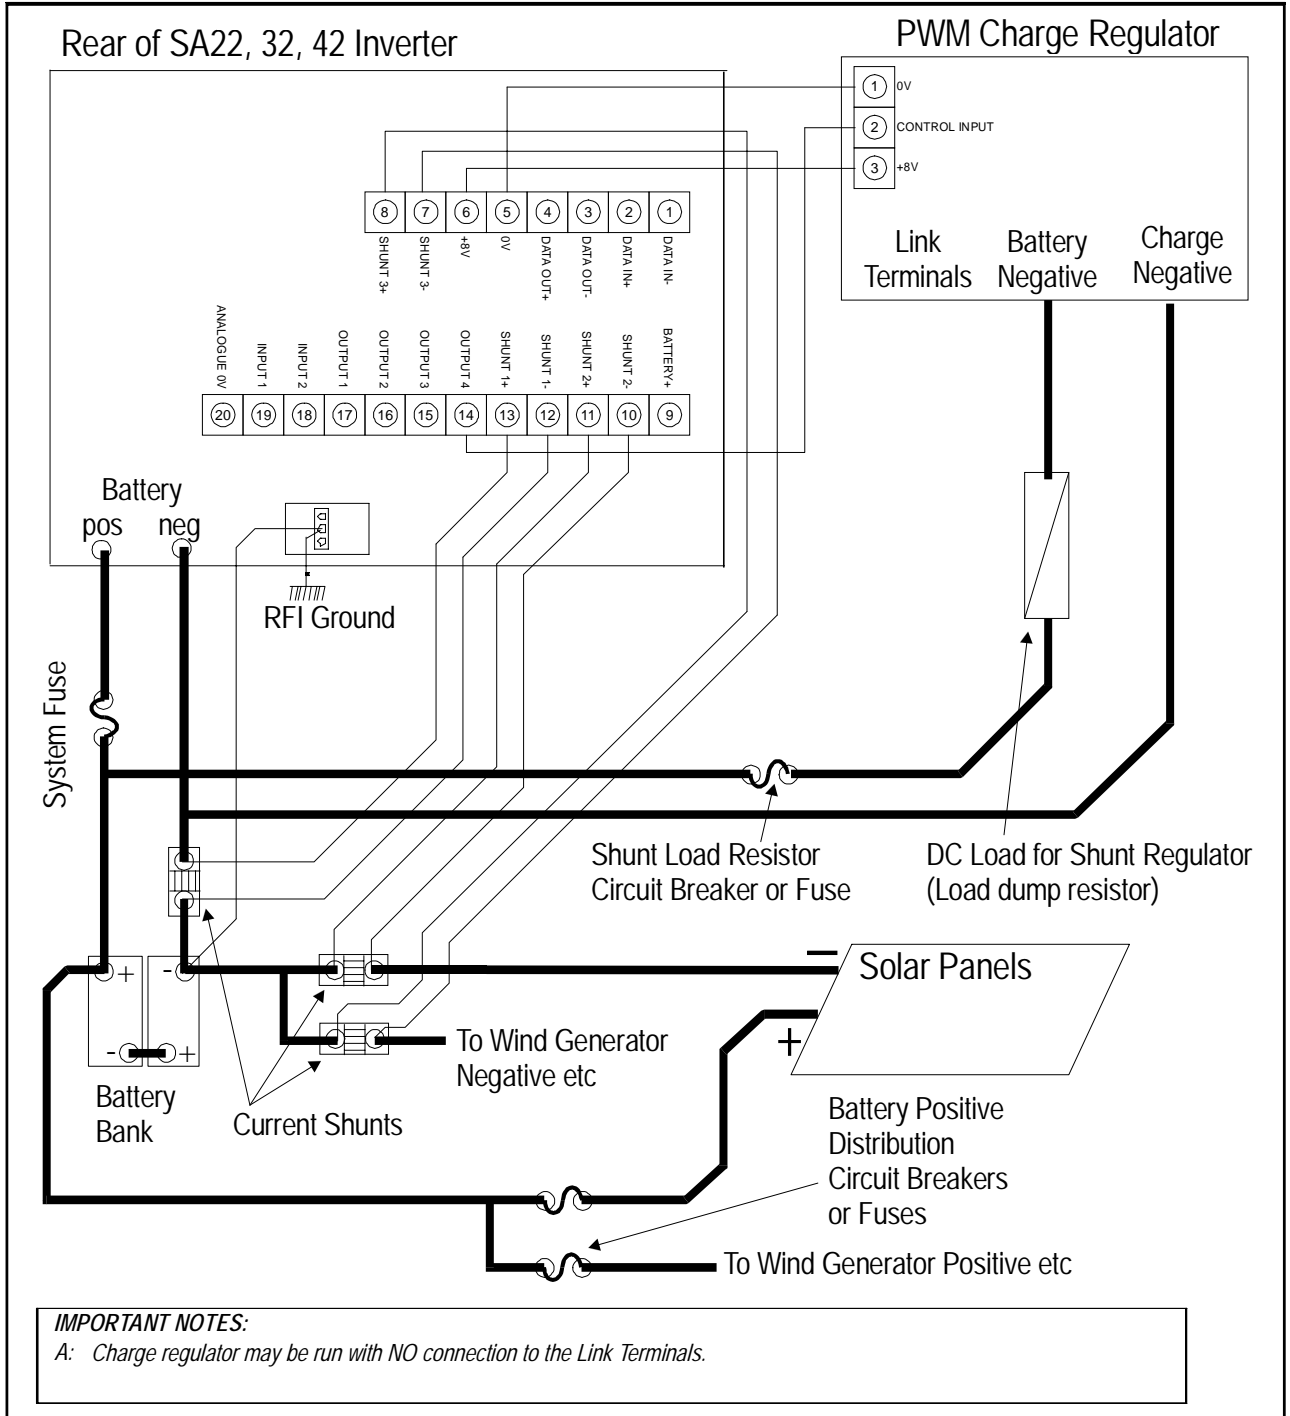 Rear of SA22, 32, 42 Inverter
PWM Charge Regulator
1 0V
2 CONTROL INPUT
3 +8V
Link
Terminals
Battery
Negative
Charge
Negative
8 7 6 5 4 3 2 1
SHUNT 3+
SHUNT 3-
+8V
0V
DATA OUT+
DATA OUT-
DATA IN+
DATA IN-
ANALOGUE 0V
INPUT 1
INPUT 2
OUTPUT 1
OUTPUT 2
OUTPUT 3
OUTPUT 4
SHUNT 1+
SHUNT 1-
SHUNT 2+
SHUNT 2-
BATTERY+
20 19 18 17 16 15 14 13 12 11 10 9
Battery
pos neg
RFI Ground
System Fuse
Shunt Load Resistor
Circuit Breaker or Fuse
DC Load for Shunt Regulator
(Load dump resistor)
+ -
- +
Battery
Bank
Current Shunts
− Solar Panels
+
To Wind Generator
Negative etc
Battery Positive
Distribution
Circuit Breakers
or Fuses
To Wind Generator Positive etc
IMPORTANT NOTES:
A: Charge regulator may be run with NO connection to the Link Terminals.